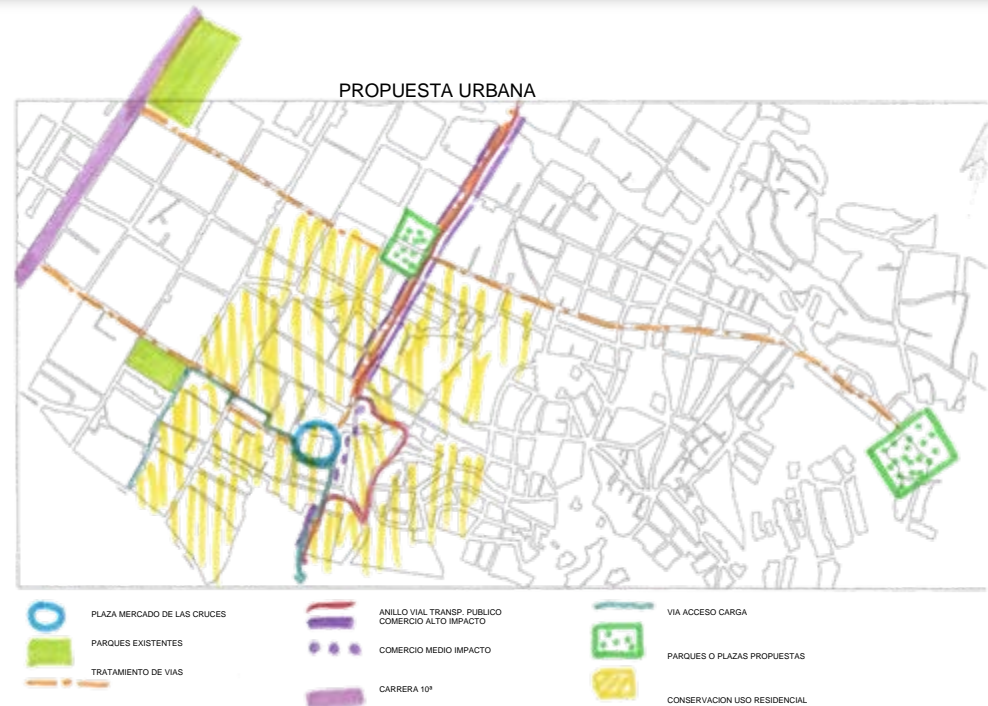 PROPUESTA URBANA
PLAZA MERCADO DE LAS CRUCES
PARQUES EXISTENTES
TRATAMIENTO DE VIAS
ANILLO VIAL TRANSP. PUBLICO
COMERCIO ALTO IMPACTO
COMERCIO MEDIO IMPACTO
CARRERA 10ª
VIA ACCESO CARGA
PARQUES O PLAZAS PROPUESTAS
CONSERVACION USO RESIDENCIAL